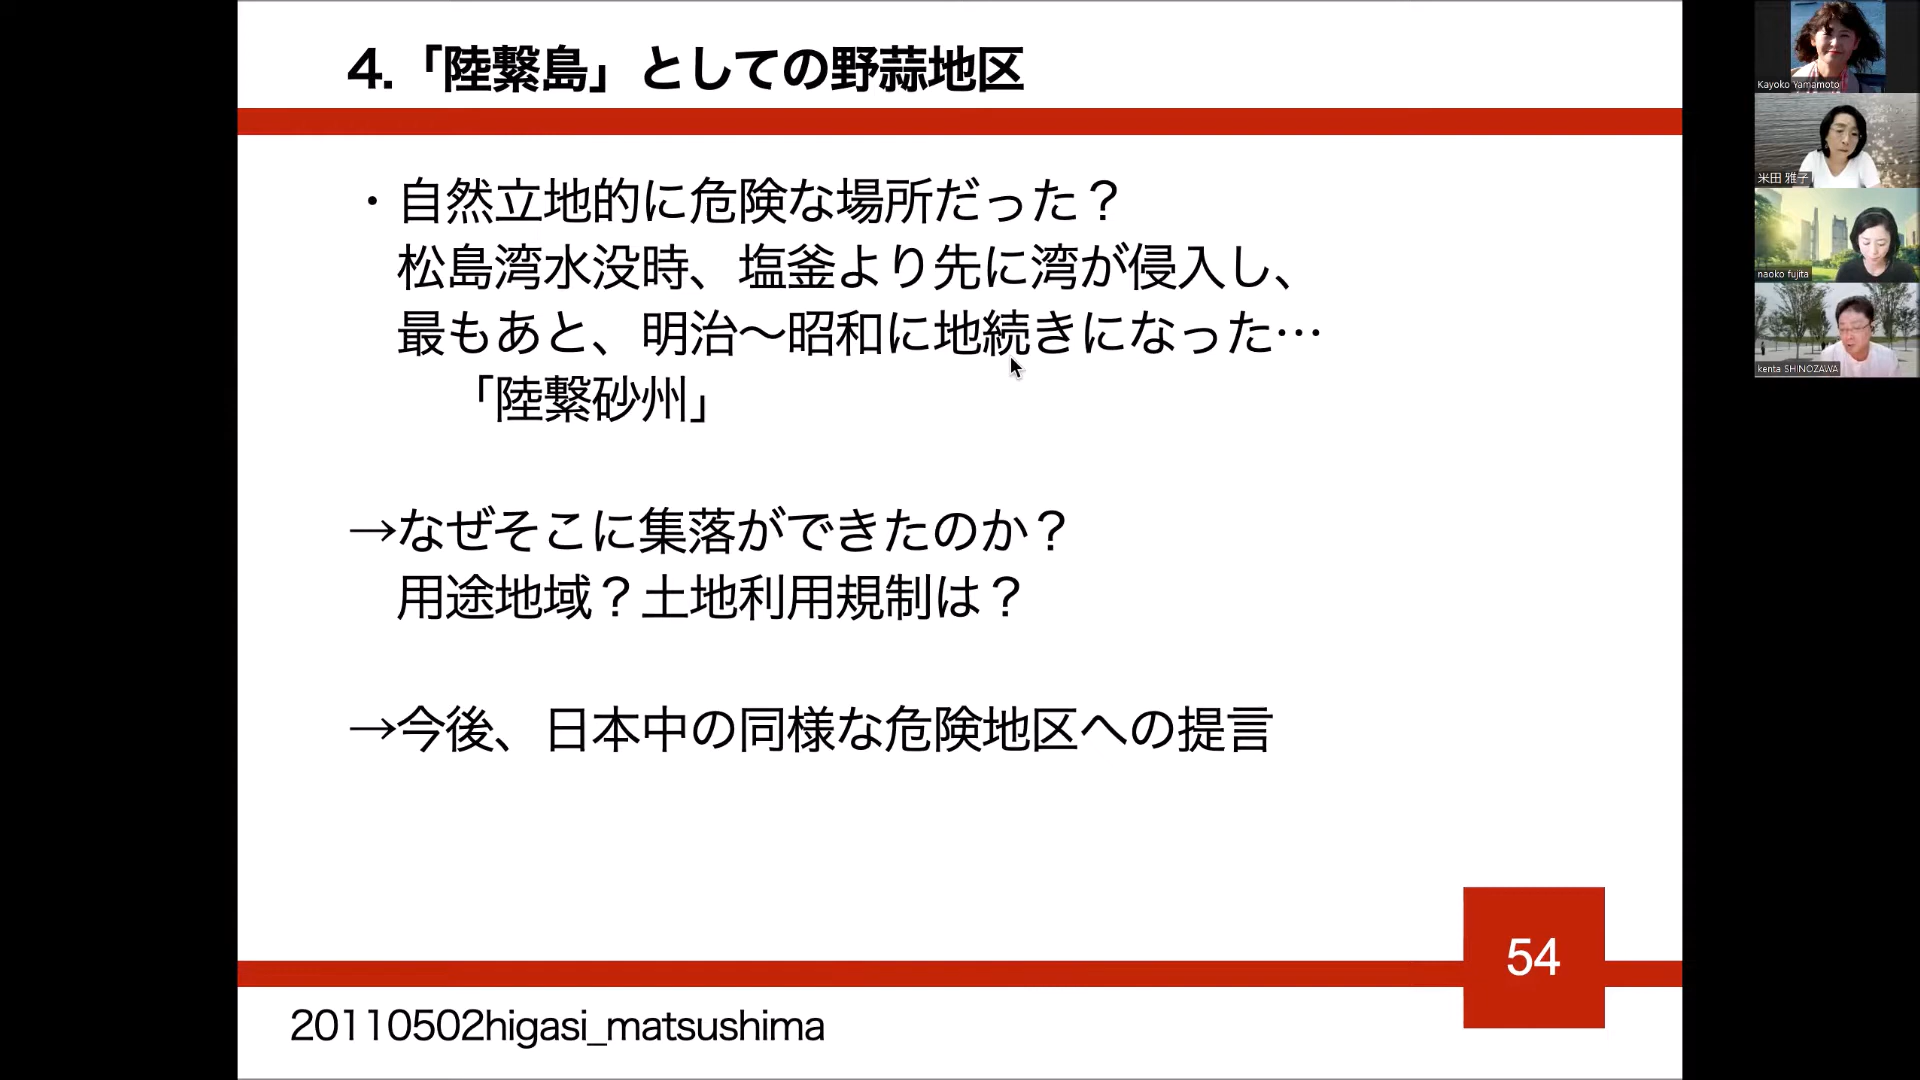 4.「陸繋島」としての野蒜地区
・自然立地的に危険な場所だった？
松島湾水没時、塩釜より先に湾が侵入し、
最もあと、明治〜昭和に地続きになった…
「陸繋砂州」
→なぜそこに集落ができたのか？
用途地域？土地利用規制は？
→今後、日本中の同様な危険地区への提言
54
20110502higasi_matsushima
Kayoko Yamamoto
米田 雅子
naoko fujita
kenta SHINOZAWA